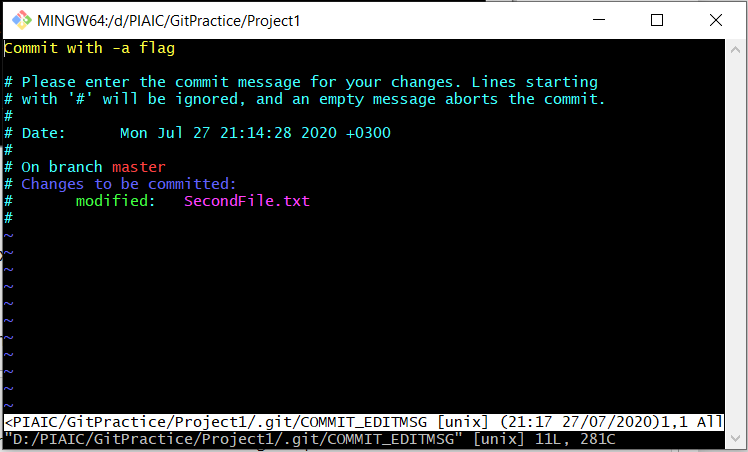 MINGW64:/d/PIAIC/GitPractice/Project1
Commit with -a flag
# Please enter the commit message for your changes. Lines starting
# with '#' will be ignored, and an empty message aborts the commit.
#
# Date:      Mon Jul 27 21:14:28 2020 +0300
#
# On branch master
# Changes to be committed:
#       modified:   SecondFile.txt
#
~
~
~
~
~
~
~
~
~
~
~
<PIAIC/GitPractice/Project1/.git/COMMIT_EDITMSG [unix] (21:17 27/07/2020)1,1 All
"D:/PIAIC/GitPractice/Project1/.git/COMMIT_EDITMSG" [unix] 11L, 281C